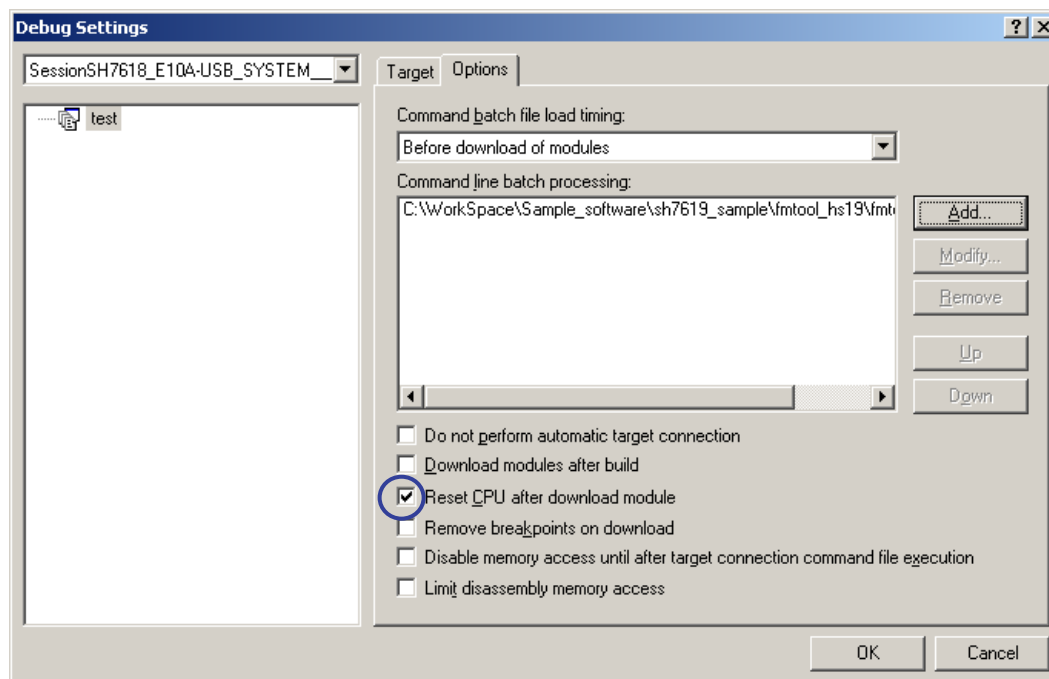 Debug Settings
SessionSH7618_E10A-USB_SYSTEM__
Target Options
test
Command batch file load timing:
Before download of modules
Command line batch processing:
C:\WorkSpace\Sample_software\sh7619_sample\fmtool_hs19\fmt
Add...
Modify...
Remove
Up
Down
Do not perform automatic target connection
Download modules after build
Reset CPU after download module
Remove breakpoints on download
Disable memory access until after target connection command file execution
Limit disassembly memory access
OK Cancel